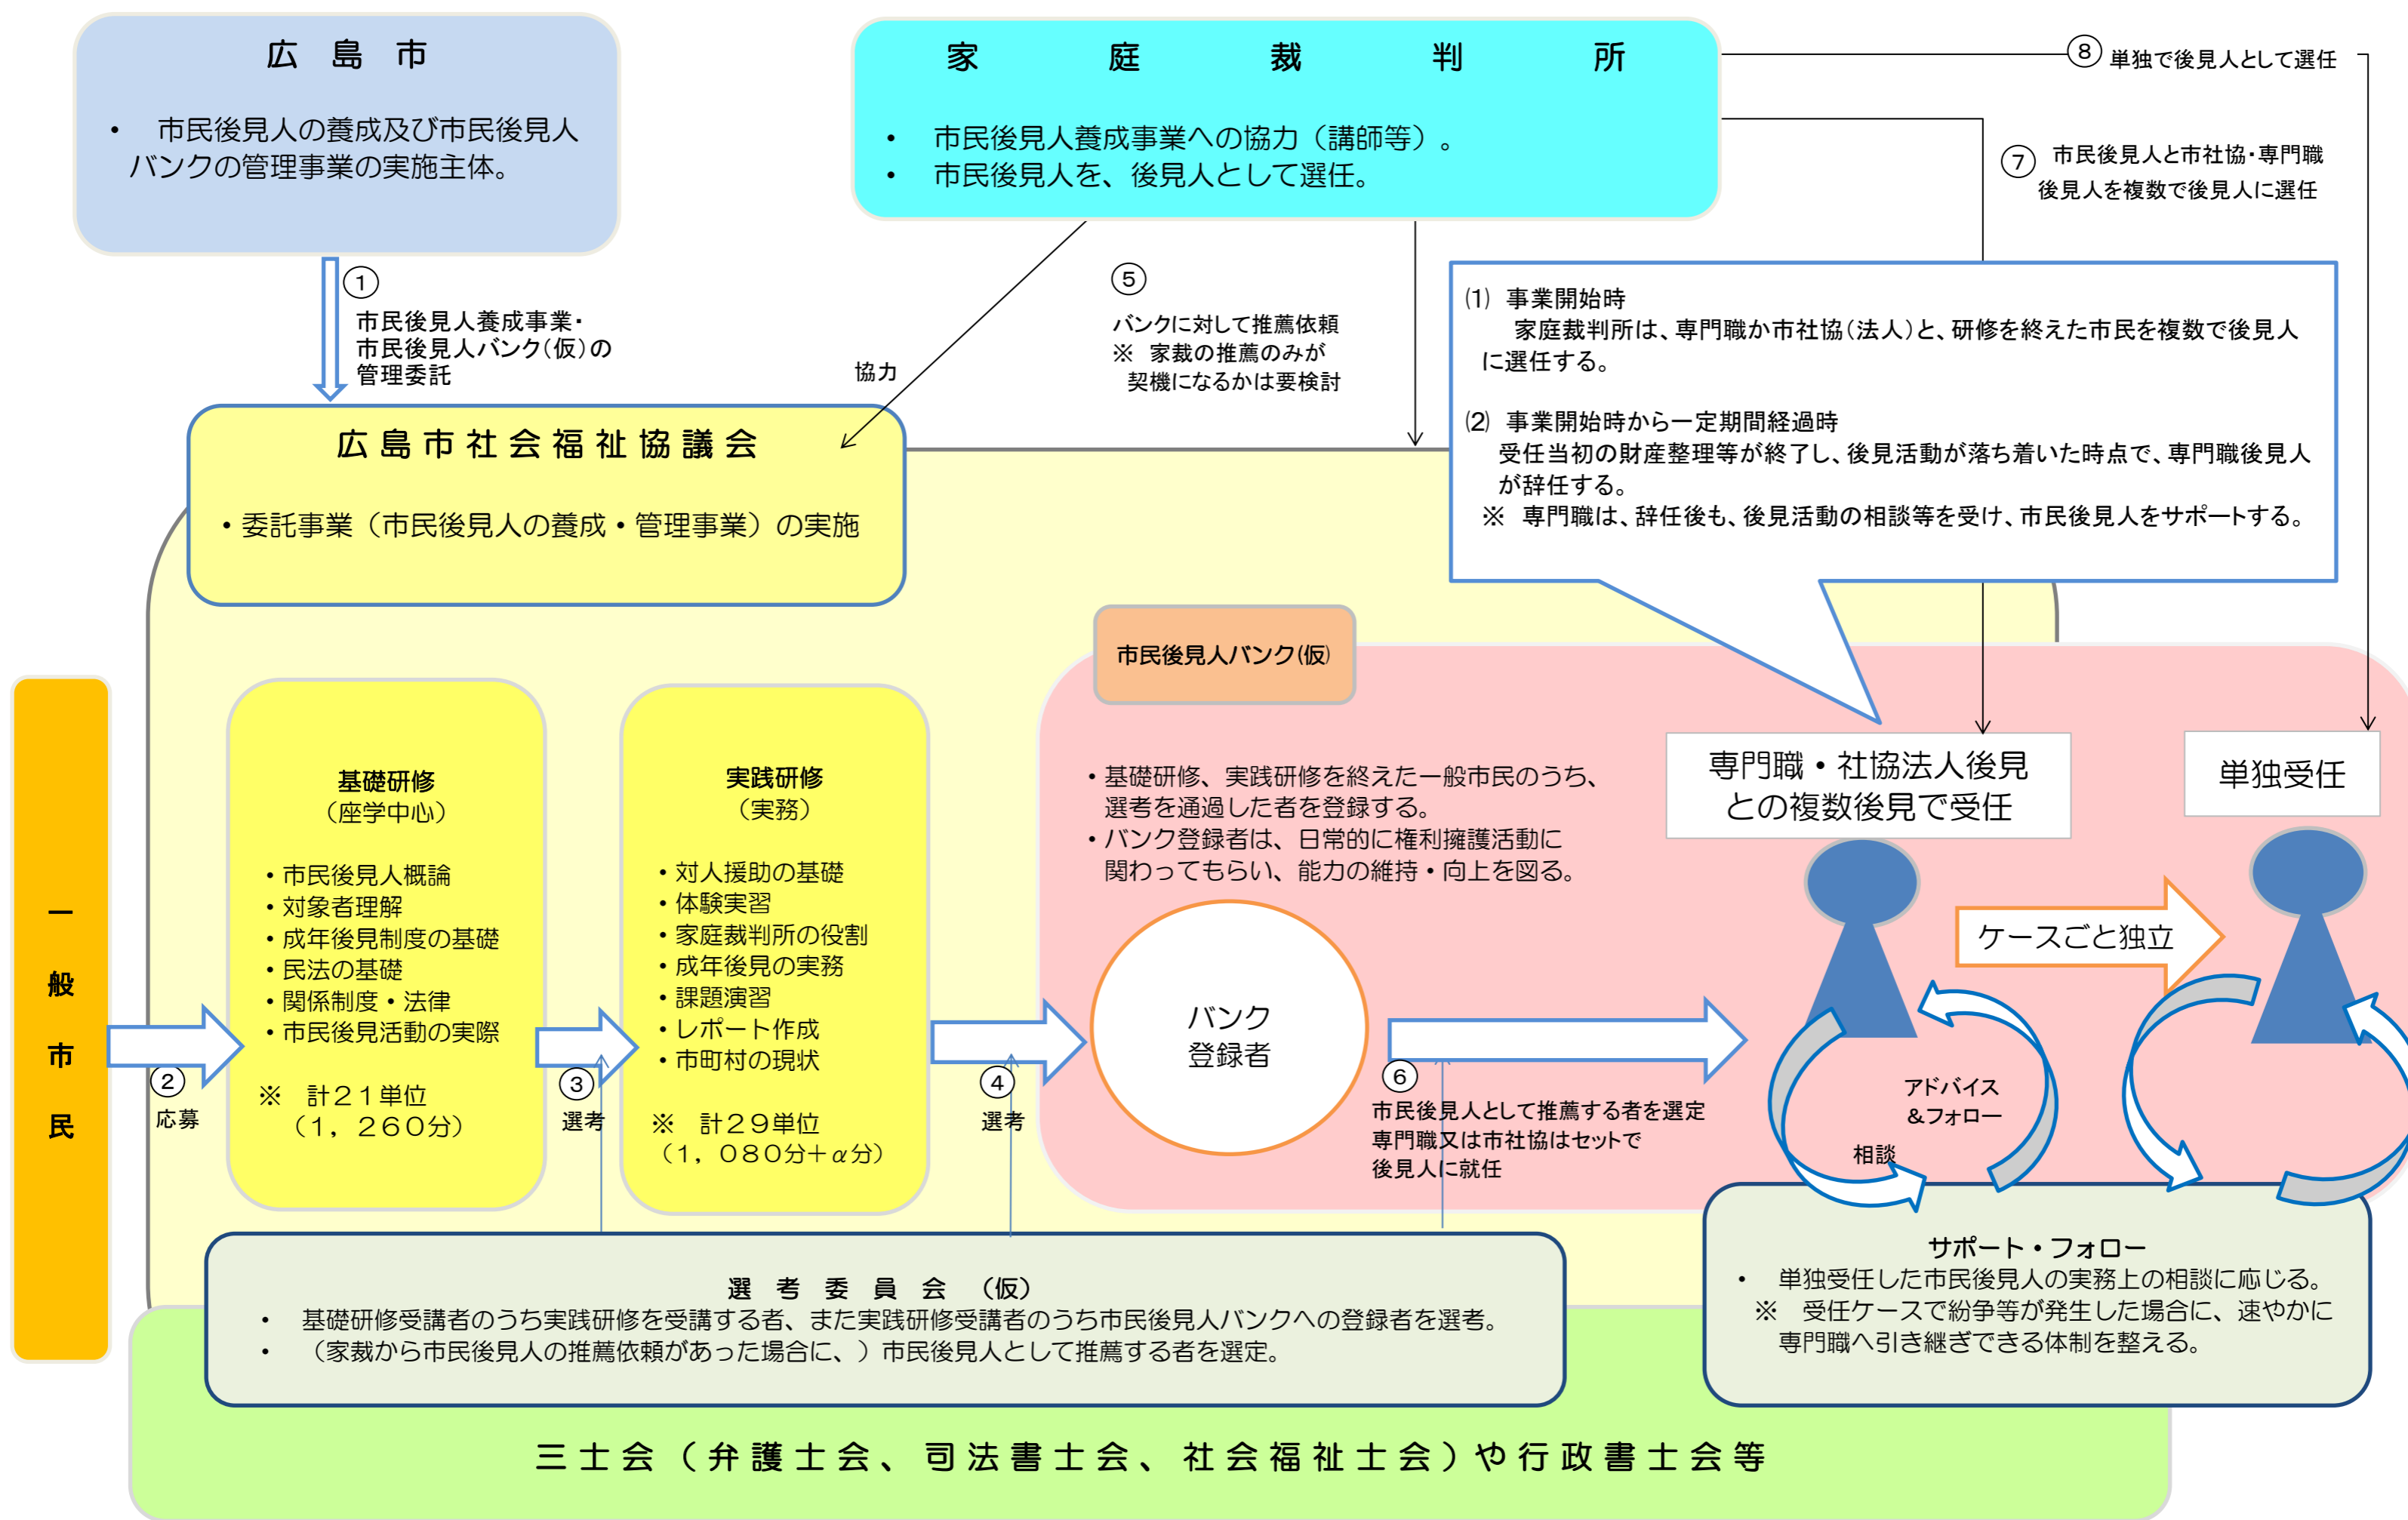 広島市
・ 市民後見人の養成及び市民後見人
バンクの管理事業の実施主体。
家庭裁判所
・ 市民後見人養成事業への協力（講師等）。
・ 市民後見人を、後見人として選任。
⑧ 単独で後見人として選任
⑦ 市民後見人と市社協・専門職
後見人を複数で後見人に選任
①
市民後見人養成事業・
市民後見人バンク(仮)の
管理委託
協力
⑤
バンクに対して推薦依頼
※ 家裁の推薦のみが
契機になるかは要検討
⑴ 事業開始時
家庭裁判所は、専門職か市社協(法人)と、研修を終えた市民を複数で後見人
に選任する。
⑵ 事業開始時から一定期間経過時
受任当初の財産整理等が終了し、後見活動が落ち着いた時点で、専門職後見人
が辞任する。
※ 専門職は、辞任後も、後見活動の相談等を受け、市民後見人をサポートする。
広島市社会福祉協議会
・委託事業（市民後見人の養成・管理事業）の実施
一般市民
②
応募
基礎研修
（座学中心）
・市民後見人概論
・対象者理解
・成年後見制度の基礎
・民法の基礎
・関係制度・法律
・市民後見活動の実際
※ 計２１単位
（１，２６０分）
③
選考
実践研修
（実務）
・対人援助の基礎
・体験実習
・家庭裁判所の役割
・成年後見の実務
・課題演習
・レポート作成
・市町村の現状
※ 計２９単位
（１，０８０分＋α分）
④
選考
市民後見人バンク(仮)
・基礎研修、実践研修を終えた一般市民のうち、
選考を通過した者を登録する。
・バンク登録者は、日常的に権利擁護活動に
関わってもらい、能力の維持・向上を図る。
バンク
登録者
⑥
市民後見人として推薦する者を選定
専門職又は市社協はセットで
後見人に就任
専門職・社協法人後見
との複数後見で受任
単独受任
ケースごと独立
アドバイス
＆フォロー
相談
選考委員会（仮）
・ 基礎研修受講者のうち実践研修を受講する者、また実践研修受講者のうち市民後見人バンクへの登録者を選考。
・ （家裁から市民後見人の推薦依頼があった場合に、）市民後見人として推薦する者を選定。
サポート・フォロー
・ 単独受任した市民後見人の実務上の相談に応じる。
※ 受任ケースで紛争等が発生した場合に、速やかに
専門職へ引き継ぎできる体制を整える。
三士会（弁護士会、司法書士会、社会福祉士会）や行政書士会等